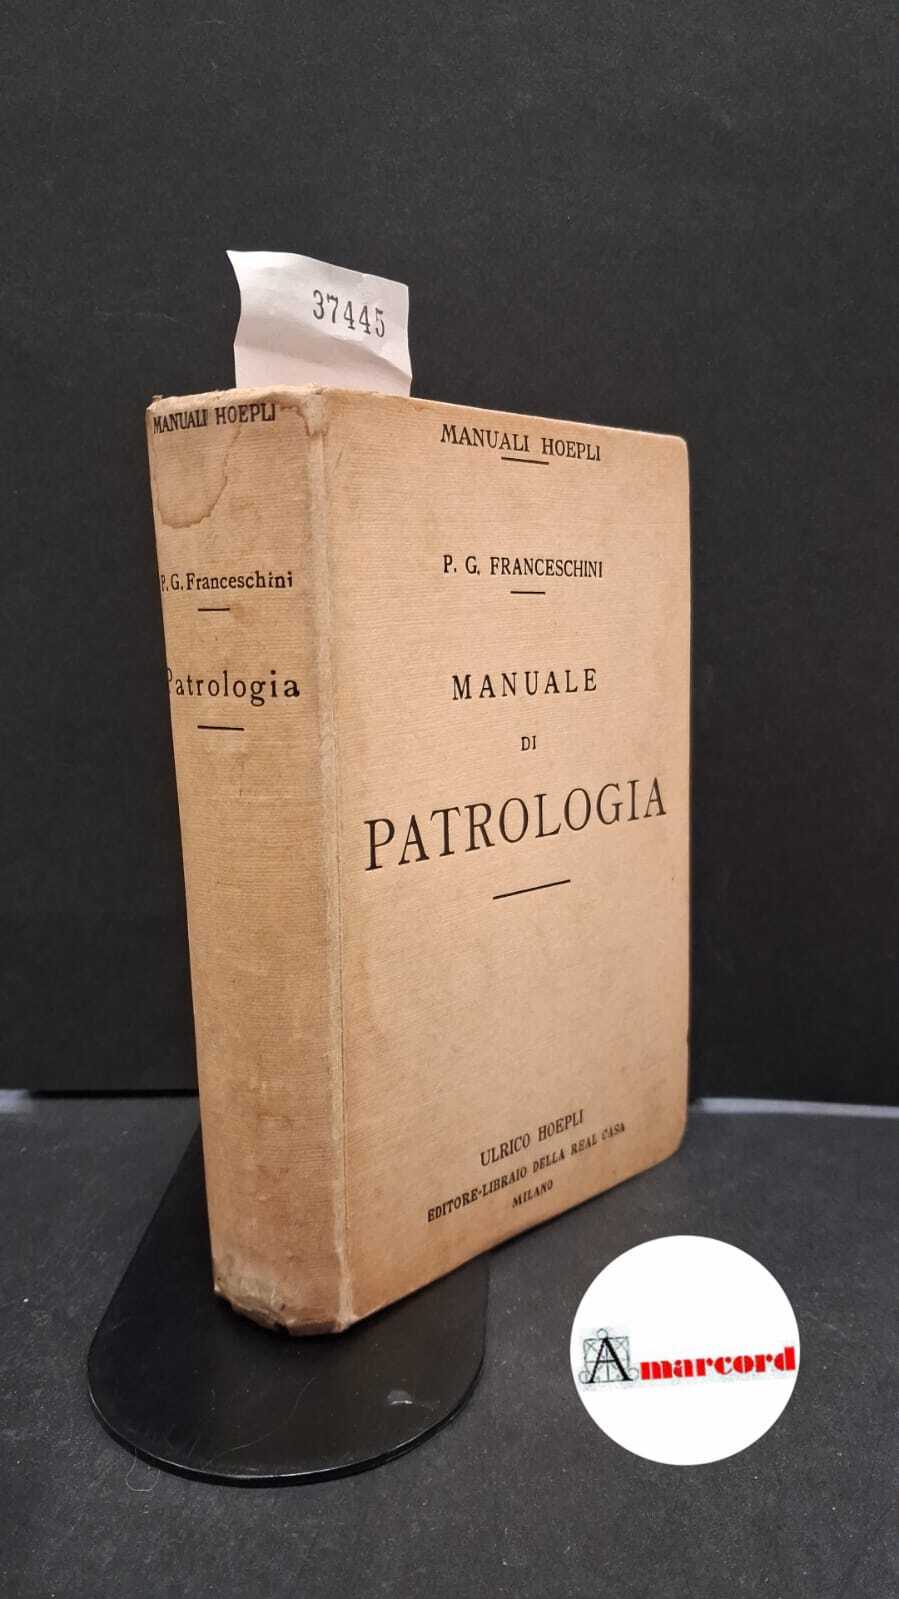 37445
MANUALI HOEPLI
P. G. Franceschini
Patrologia
MANUALI HOEPLI
P. G. FRANCESCHINI
MANUALE
DI
PATROLOGIA
ULRICO HOEPLI
EDITORE-LIBRAIO DELLA REAL CASA
MILANO
Amarcord